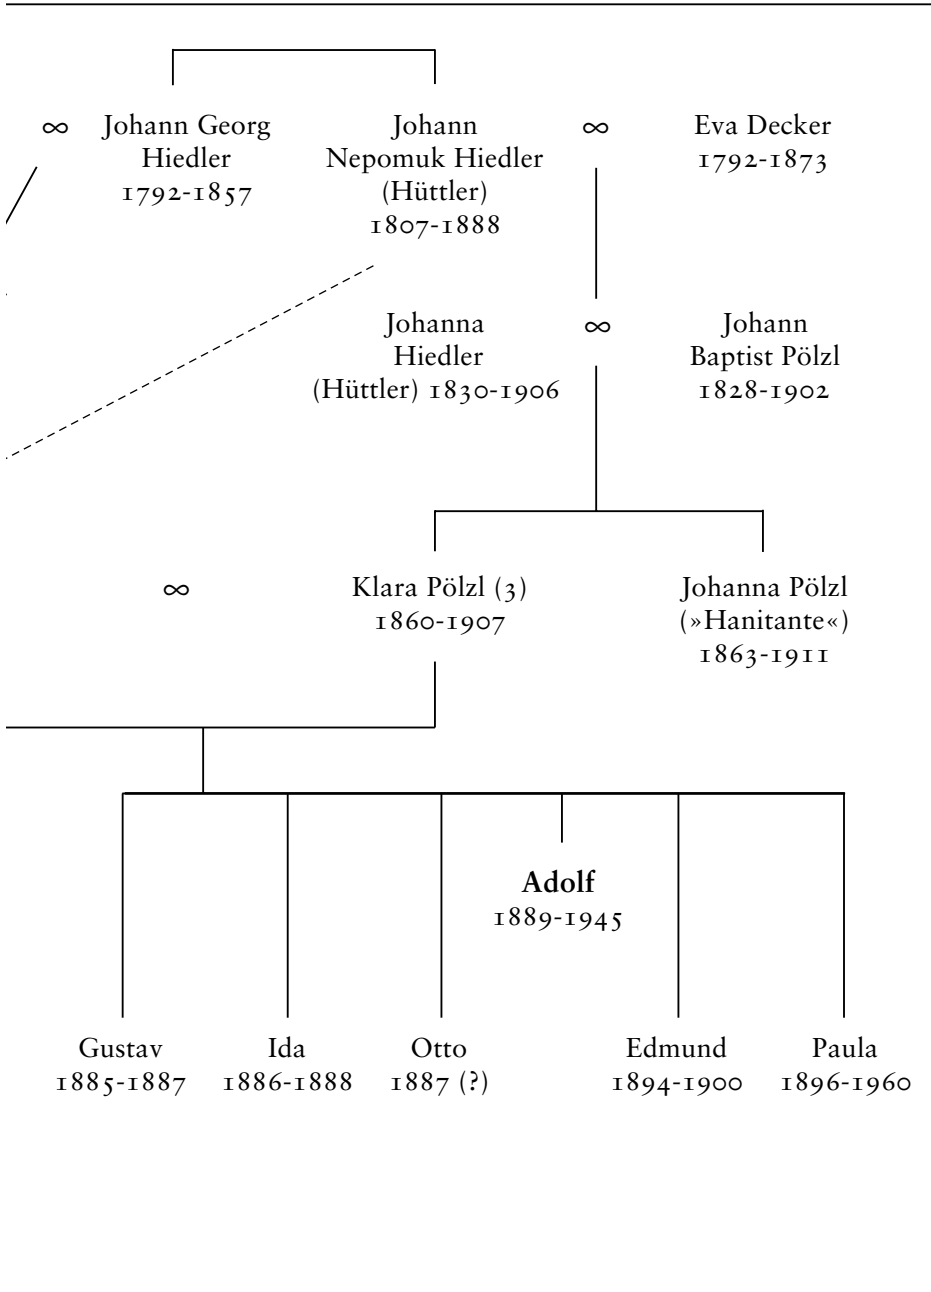 ∞
Johann Georg
Hiedler
1792-1857
Johann
Nepomuk Hiedler
(Hüttler)
1807-1888
∞
Eva Decker
1792-1873
Johanna
Hiedler
(Hüttler) 1830-1906
∞
Johann
Baptist Pölzl
1828-1902
∞
Klara Pölzl (3)
1860-1907
Johanna Pölzl
(»Hanitante«)
1863-1911
Adolf
1889-1945
Gustav
1885-1887
Ida
1886-1888
Otto
1887 (?)
Edmund
1894-1900
Paula
1896-1960